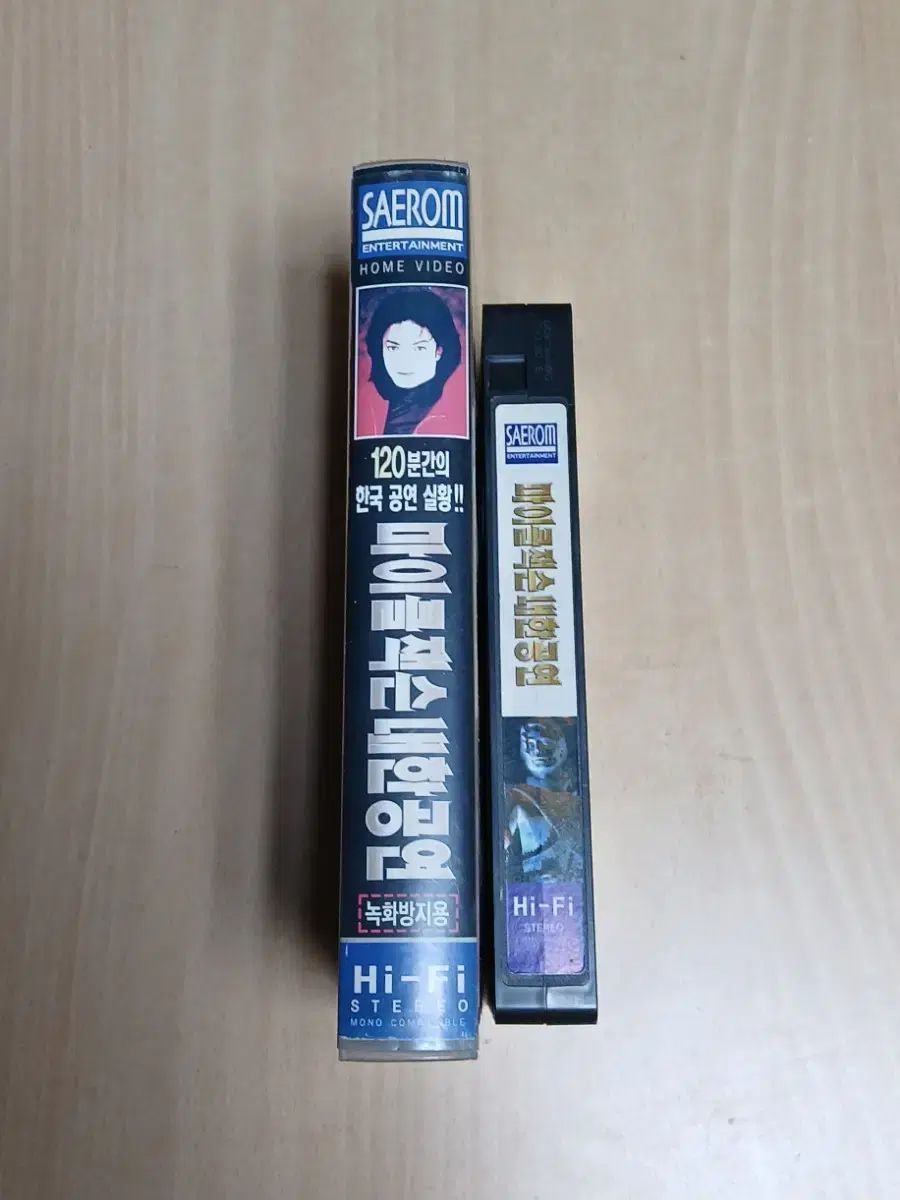 SAEROM
ENTERTAINMENT
HOME VIDEO
120분간의
한국 공연 실황!!
마이클 잭슨 내한공연
녹화방지용
Hi-Fi
STEREO
MONO COMPATIBLE
SAEROM
ENTERTAINMENT
마이클 잭슨 내한공연
Hi-Fi
STEREO